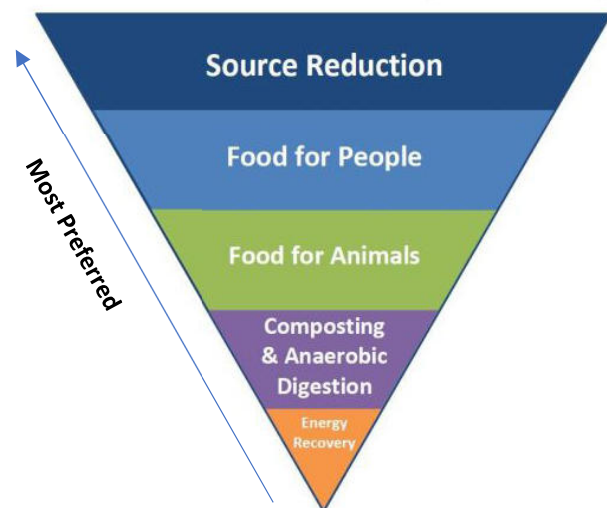 Source Reduction
Food for People
Food for Animals
Composting
& Anaerobic
Digestion
Energy
Recovery
Most Preferred